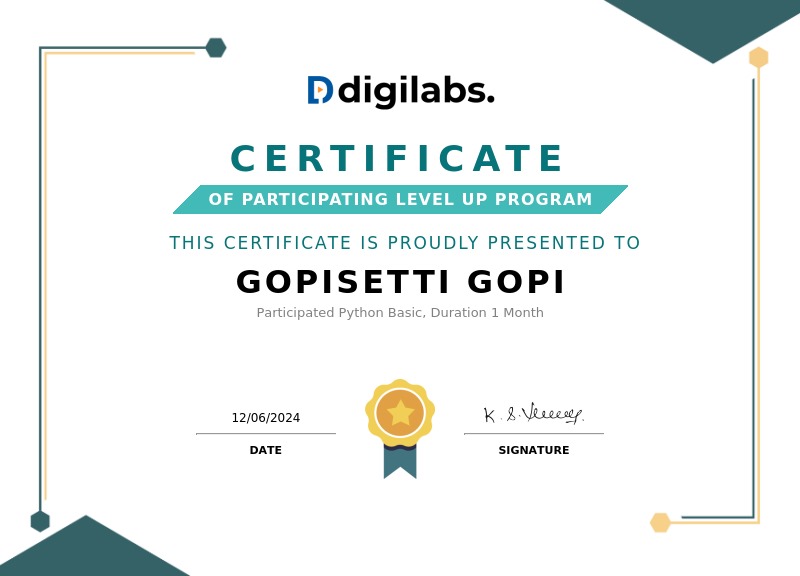 digilabs.
CERTIFICATE
OF PARTICIPATING LEVEL UP PROGRAM
THIS CERTIFICATE IS PROUDLY PRESENTED TO
GOPISETTI GOPI
Participated Python Basic, Duration 1 Month
12/06/2024
DATE
SIGNATURE